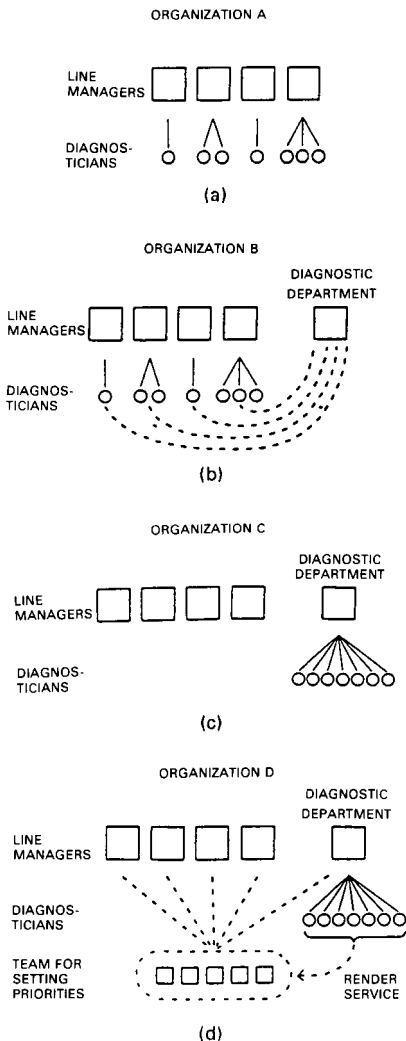 ORGANIZATION A
LINE
MANAGERS
DIAGNOS-
TICIANS
(a)
ORGANIZATION B
DIAGNOSTIC
DEPARTMENT
LINE
MANAGERS
DIAGNOS-
TICIANS
(b)
ORGANIZATION C
DIAGNOSTIC
DEPARTMENT
LINE
MANAGERS
DIAGNOS-
TICIANS
(c)
ORGANIZATION D
DIAGNOSTIC
DEPARTMENT
LINE
MANAGERS
DIAGNOS-
TICIANS
TEAM FOR
SETTING
PRIORITIES
RENDER
SERVICE
(d)